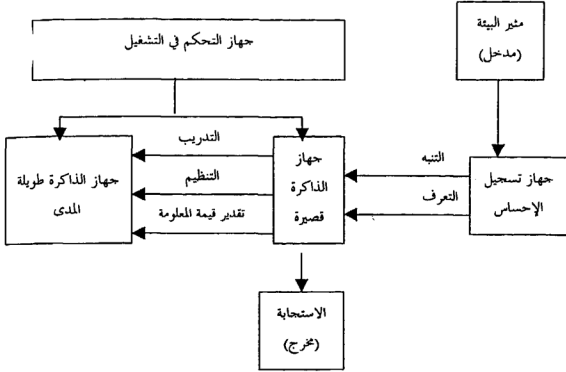 مثير البيئة
(مدخل)
جهاز التحكم في التشغيل
جهاز تسجيل
الإحساس
التنبه
التعرف
جهاز
الذاكرة
قصيرة
التدريب
التنظيم
تقدير قيمة المعلومة
جهاز الذاكرة طويلة
المدى
الاستجابة
(مخرج)